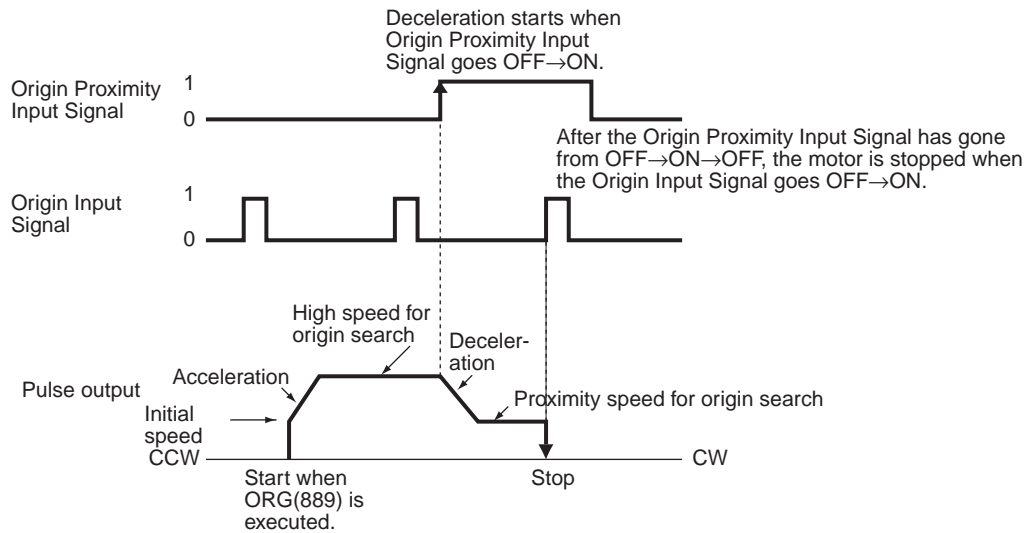 Deceleration starts when
Origin Proximity Input
Signal goes OFF→ON.
Origin Proximity
Input Signal
1
0
After the Origin Proximity Input Signal has gone
from OFF→ON→OFF, the motor is stopped when
the Origin Input Signal goes OFF→ON.
Origin Input
Signal
1
0
High speed for
origin search
Deceler-
ation
Acceleration
Pulse output
Proximity speed for origin search
Initial
speed
CCW
CW
Start when
ORG(889) is
executed.
Stop